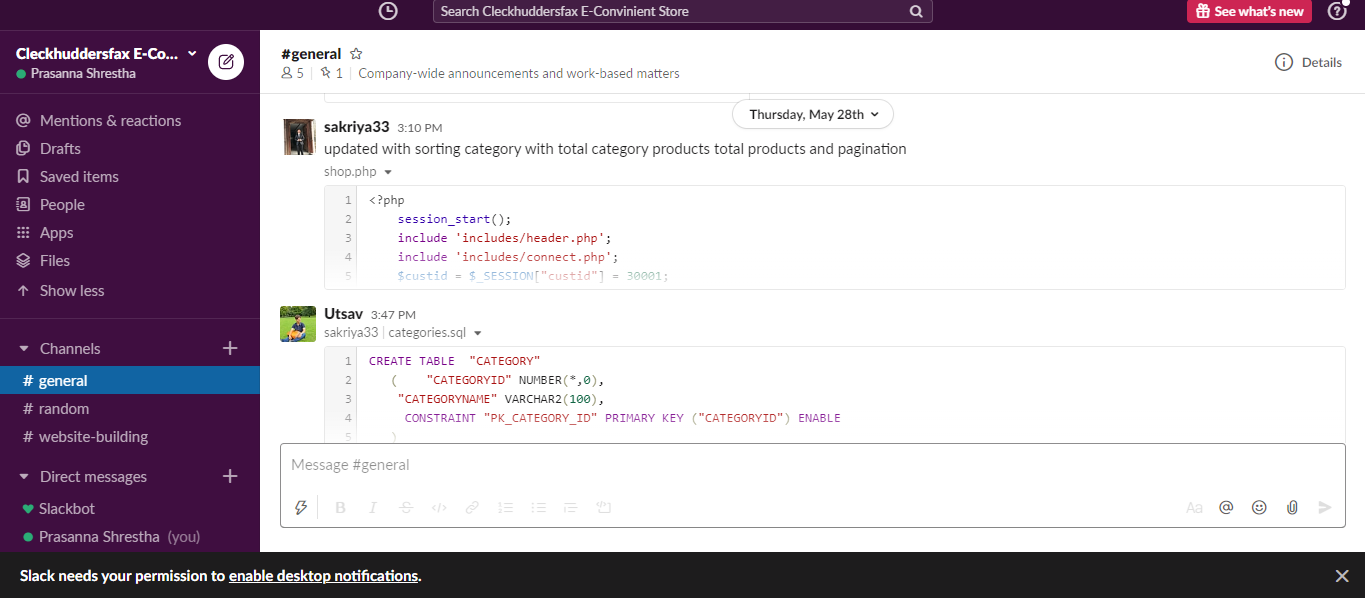 Search Cleckhuddersfax E-Convinient Store
See what's new
Cleckhuddersfax E-Co...
Prasanna Shrestha
Mentions & reactions
Drafts
Saved items
People
Apps
Files
Show less
Channels
# general
# random
# website-building
Direct messages
Slackbot
Prasanna Shrestha (you)
#general
5 | 1 | Company-wide announcements and work-based matters
Details
Thursday, May 28th
sakriya33 3:10 PM
updated with sorting category with total category products total products and pagination
shop.php
1 <?php
2 session_start();
3 include 'includes/header.php';
4 include 'includes/connect.php';
5 $custid = $_SESSION["custid"] = 30001;
Utsav 3:47 PM
sakriya33 | categories.sql
1 CREATE TABLE "CATEGORY"
2 ( "CATEGORYID" NUMBER(*,0),
3 "CATEGORYNAME" VARCHAR2(100),
4 CONSTRAINT "PK_CATEGORY_ID" PRIMARY KEY ("CATEGORYID") ENABLE
5 )
Message #general
B I S </> Aa @
Slack needs your permission to enable desktop notifications.